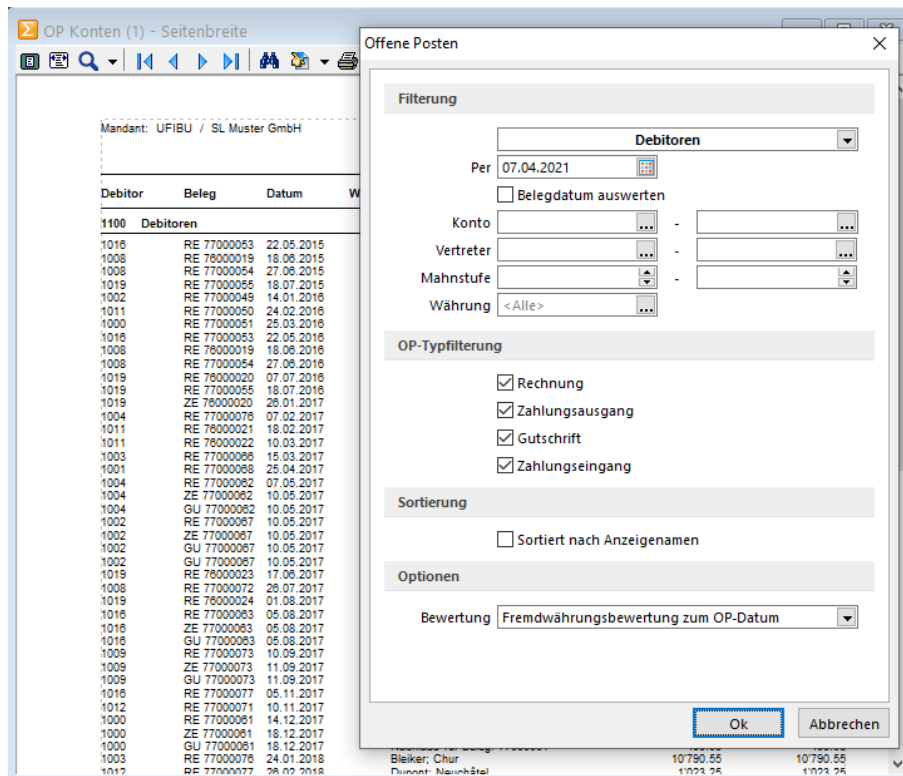 OP Konten (1) - Seitenbreite
Mandant: UFIBU / SL Muster GmbH
Debitor Beleg Datum W
1100 Debitoren
1016 RE 77000053 22.05.2015
1008 RE 76000019 18.06.2015
1008 RE 77000054 27.06.2015
1019 RE 77000055 18.07.2015
1002 RE 77000049 14.01.2016
1011 RE 77000050 24.02.2016
1000 RE 77000051 25.03.2016
1016 RE 77000053 22.05.2016
1008 RE 76000019 18.06.2016
1008 RE 77000054 27.06.2016
1019 RE 76000020 07.07.2016
1019 RE 77000055 18.07.2016
1019 ZE 76000020 26.01.2017
1004 RE 77000076 07.02.2017
1011 RE 76000021 18.02.2017
1011 RE 76000022 10.03.2017
1003 RE 77000066 15.03.2017
1001 RE 77000068 25.04.2017
1004 RE 77000062 07.05.2017
1004 ZE 77000062 10.05.2017
1004 GU 77000062 10.05.2017
1002 RE 77000067 10.05.2017
1002 ZE 77000067 10.05.2017
1002 GU 77000067 10.05.2017
1002 GU 77000067 10.05.2017
1019 RE 76000023 17.06.2017
1008 RE 77000072 26.07.2017
1019 RE 76000024 01.08.2017
1016 RE 77000063 05.08.2017
1016 ZE 77000063 05.08.2017
1016 GU 77000063 05.08.2017
1009 RE 77000073 10.09.2017
1009 ZE 77000073 11.09.2017
1009 GU 77000073 11.09.2017
1016 RE 77000077 05.11.2017
1012 RE 77000071 10.11.2017
1000 RE 77000061 14.12.2017
1000 ZE 77000061 18.12.2017
1000 GU 77000061 18.12.2017
1003 RE 77000076 24.01.2018 Bleiker; Chur 10'790.55 10'790.55
1012 RE 77000077 26.02.2018 Dupont; Neuchâtel 1'023.25 1'023.25
Offene Posten
Filterung
Debitoren
Per 07.04.2021
Belegdatum auswerten
Konto -
Vertreter -
Mahnstufe -
Währung <Alle>
OP-Typfilterung
Rechnung
Zahlungsausgang
Gutschrift
Zahlungseingang
Sortierung
Sortiert nach Anzeigenamen
Optionen
Bewertung Fremdwährungsbewertung zum OP-Datum
Ok Abbrechen